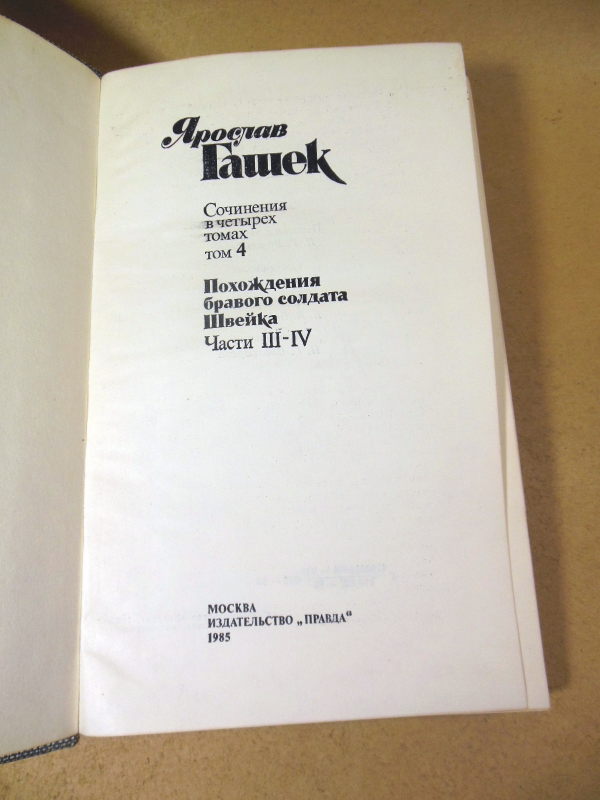 Ярослав
Гашек
Сочинения
в четырех
томах
том 4
Похождения
бравого солдата
Швейка
Части III-IV
МОСКВА
ИЗДАТЕЛЬСТВО „ПРАВДА“
1985